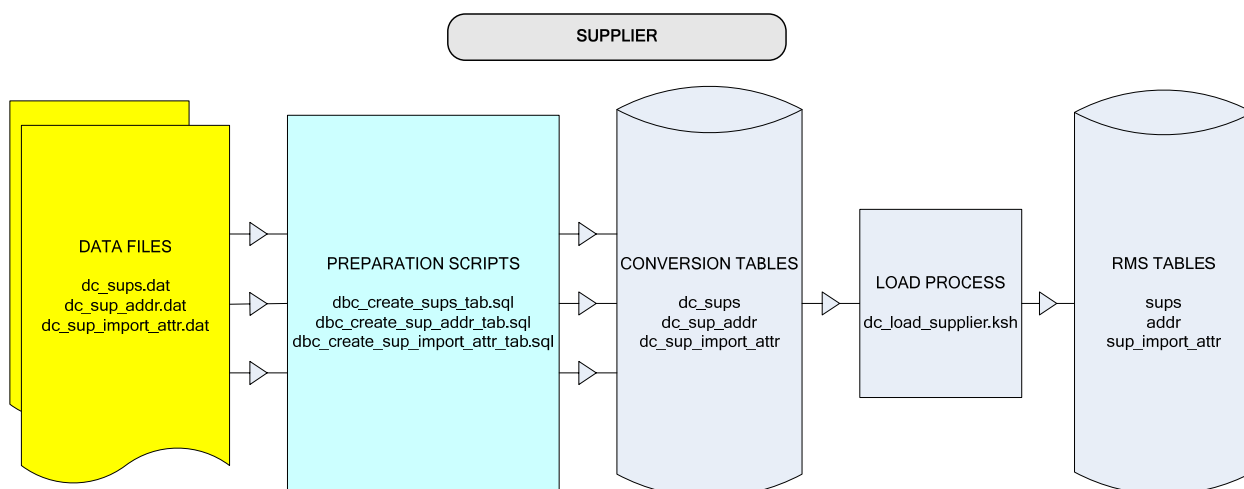 SUPPLIER
DATA FILES
dc_sups.dat
dc_sup_addr.dat
dc_sup_import_attr.dat
PREPARATION SCRIPTS
dbc_create_sups_tab.sql
dbc_create_sup_addr_tab.sql
dbc_create_sup_import_attr_tab.sql
CONVERSION TABLES
dc_sups
dc_sup_addr
dc_sup_import_attr
LOAD PROCESS
dc_load_supplier.ksh
RMS TABLES
sups
addr
sup_import_attr